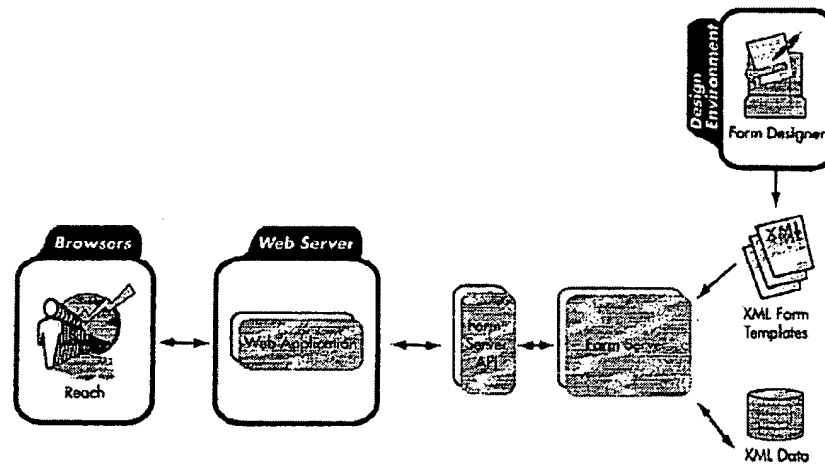 Design
Environment
Form Designer
Browsers
Web Server
XML
XML Form
Templates
Web Application
Form
Server
API
Form Server
Reach
XML Data